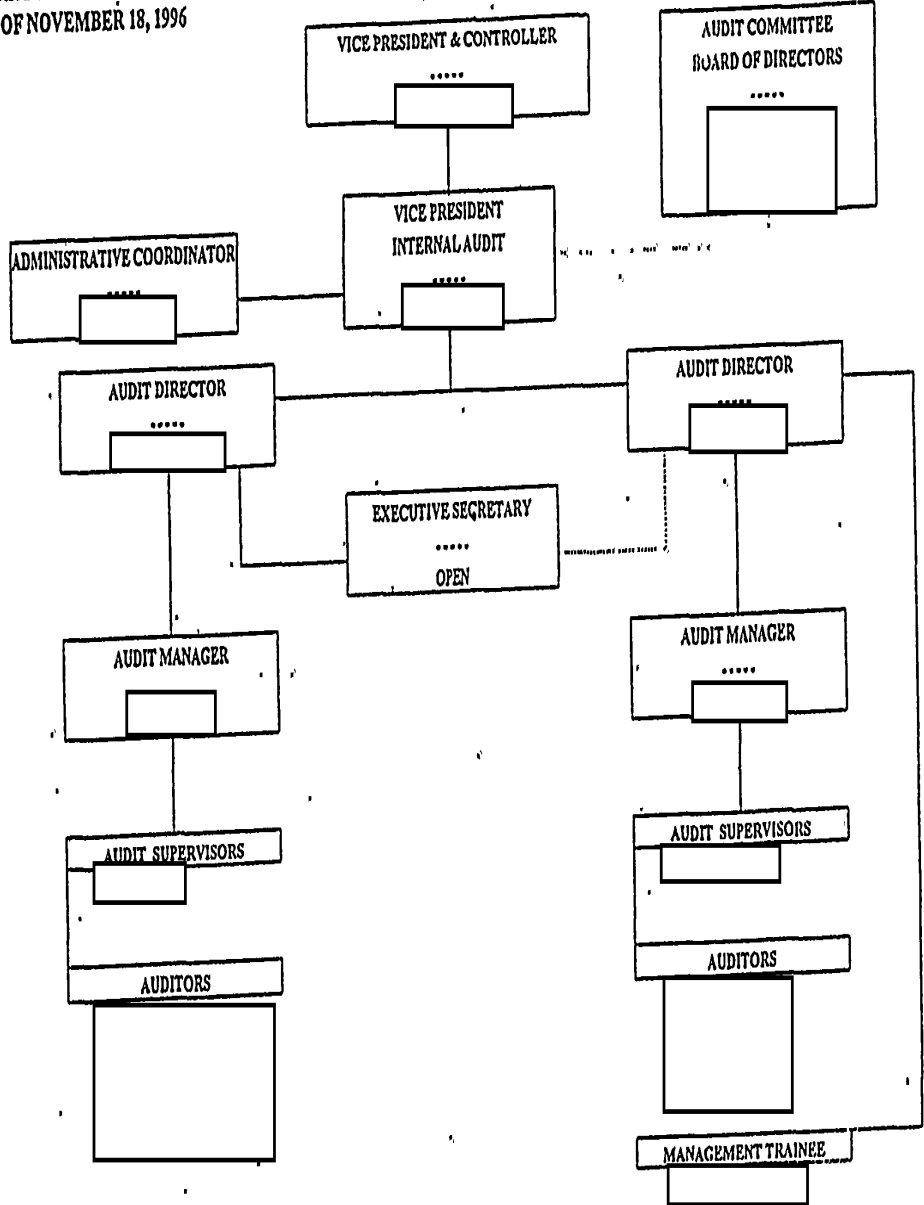 OF NOVEMBER 18, 1996
VICE PRESIDENT & CONTROLLER
*****
AUDIT COMMITTEE
BOARD OF DIRECTORS
*****
VICE PRESIDENT
INTERNAL AUDIT
*****
ADMINISTRATIVE COORDINATOR
*****
AUDIT DIRECTOR
*****
AUDIT DIRECTOR
*****
EXECUTIVE SECRETARY
*****
OPEN
AUDIT MANAGER
AUDIT MANAGER
*****
AUDIT SUPERVISORS
AUDIT SUPERVISORS
AUDITORS
AUDITORS
MANAGEMENT TRAINEE